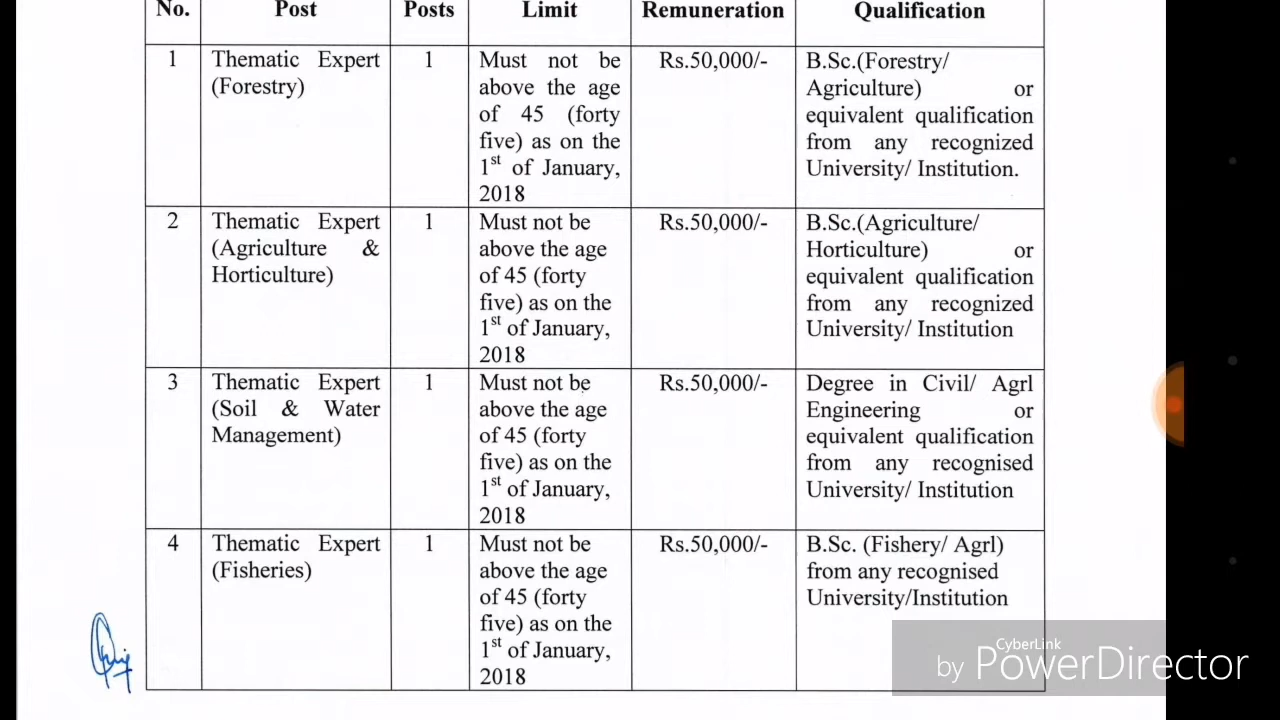 No. Post Posts Limit Remuneration Qualification
1 Thematic Expert 1 Must not be Rs.50,000/- B.Sc.(Forestry/
(Forestry) above the age Agriculture) or
of 45 (forty equivalent qualification
five) as on the from any recognized
1st of January, University/ Institution.
2018
2 Thematic Expert 1 Must not be Rs.50,000/- B.Sc.(Agriculture/
(Agriculture & above the age Horticulture) or
Horticulture) of 45 (forty equivalent qualification
five) as on the from any recognized
1st of January, University/ Institution
2018
3 Thematic Expert 1 Must not be Rs.50,000/- Degree in Civil/ Agrl
(Soil & Water above the age Engineering or
Management) of 45 (forty equivalent qualification
five) as on the from any recognised
1st of January, University/ Institution
2018
4 Thematic Expert 1 Must not be Rs.50,000/- B.Sc. (Fishery/ Agrl)
(Fisheries) above the age from any recognised
of 45 (forty University/Institution
five) as on the
1st of January,
2018
CyberLink
by PowerDirector